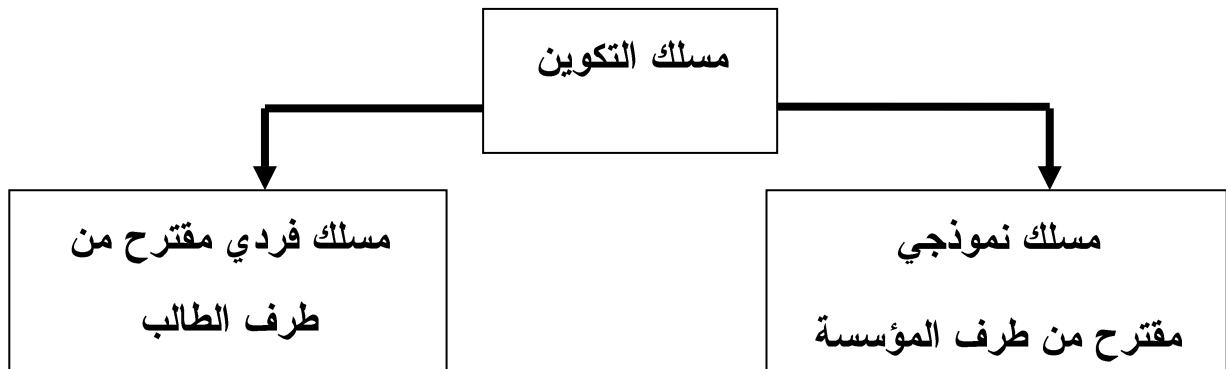 مسلك التكوين
مسلك نموذجي
مقترح من طرف المؤسسة
مسلك فردي مقترح من
طرف الطالب